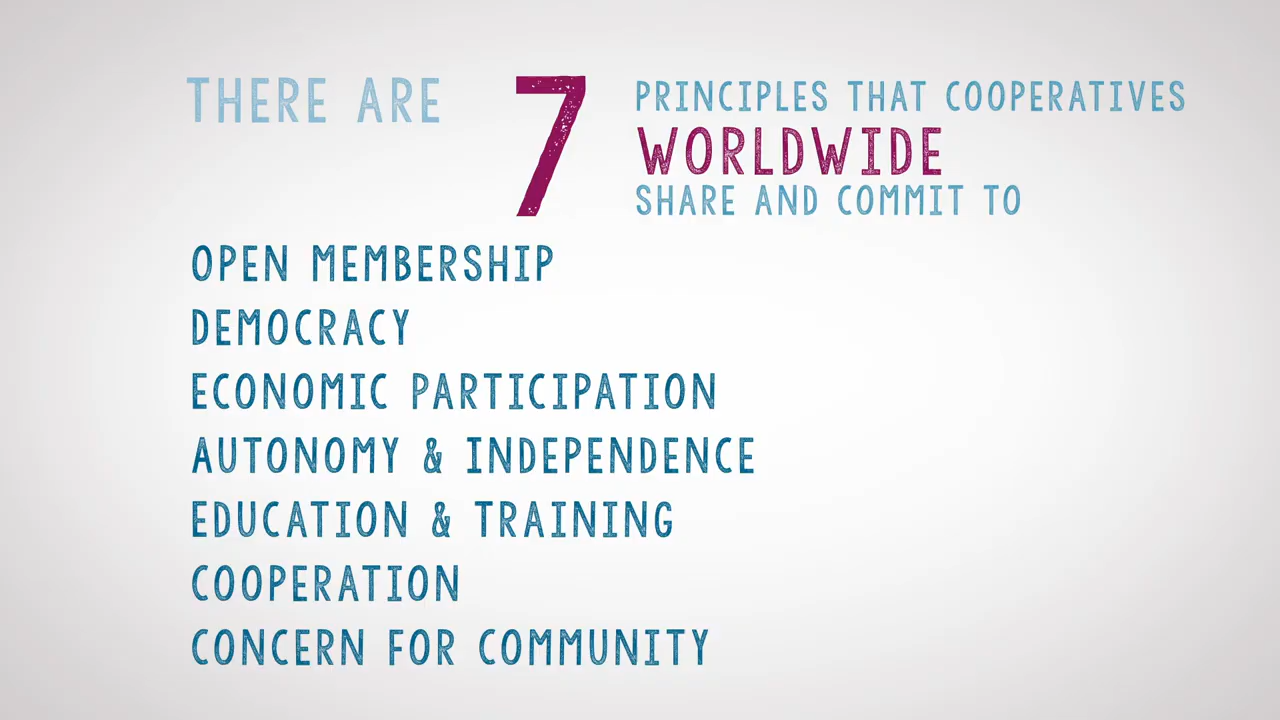 THERE ARE 7 PRINCIPLES THAT COOPERATIVES
WORLDWIDE
SHARE AND COMMIT TO
OPEN MEMBERSHIP
DEMOCRACY
ECONOMIC PARTICIPATION
AUTONOMY & INDEPENDENCE
EDUCATION & TRAINING
COOPERATION
CONCERN FOR COMMUNITY